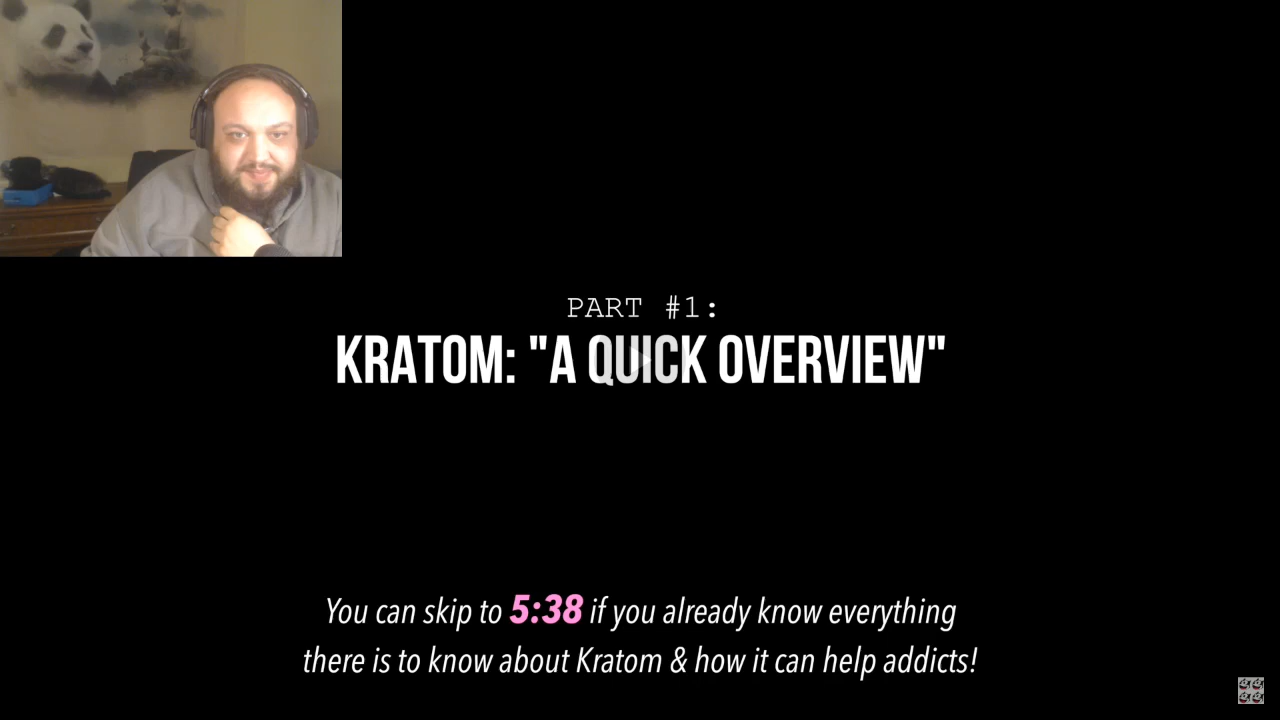 PART #1:
KRATOM: "A QUICK OVERVIEW"
You can skip to 5:38 if you already know everything
there is to know about Kratom & how it can help addicts!